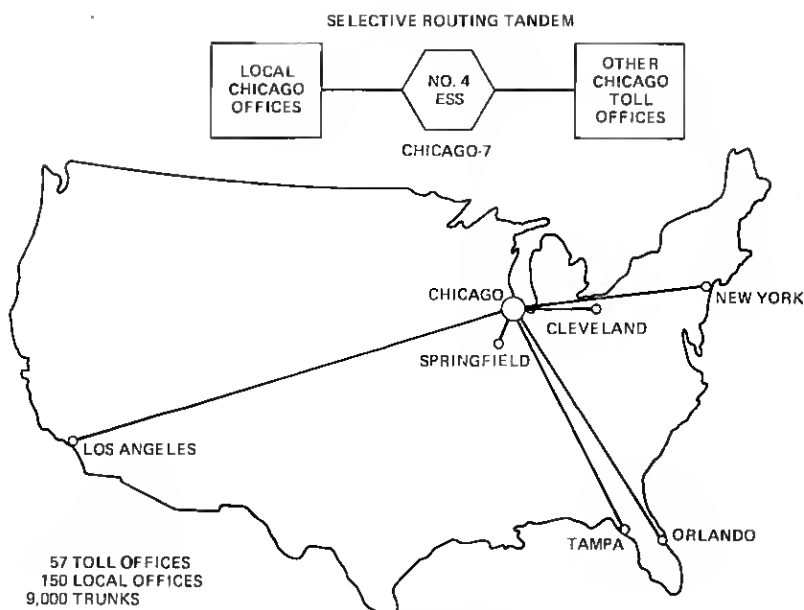 SELECTIVE ROUTING TANDEM
LOCAL
CHICAGO
OFFICES
NO. 4
ESS
OTHER
CHICAGO
TOLL
OFFICES
CHICAGO-7
CHICAGO
NEW YORK
CLEVELAND
SPRINGFIELD
LOS ANGELES
TAMPA
ORLANDO
57 TOLL OFFICES
150 LOCAL OFFICES
9,000 TRUNKS